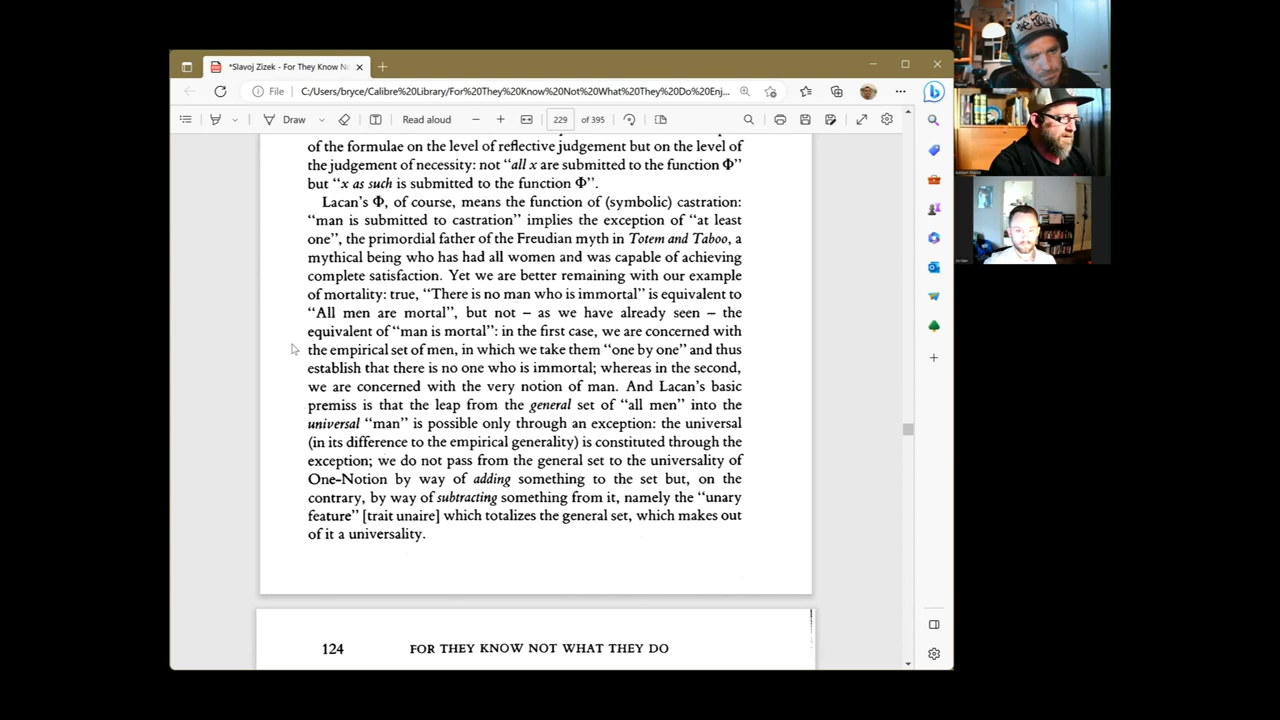 *Slavoj Zizek - For They Know N
File
C:/Users/bryce/Calibre%20Library/For%20They%20Know%20Not%20What%20They%20Do%20Enj...
Draw
Read aloud
229
of 395
of the formulae on the level of reflective judgement but on the level of
the judgement of necessity: not “all x are submitted to the function Φ”
but “x as such is submitted to the function Φ”.
Lacan's Φ, of course, means the function of (symbolic) castration:
“man is submitted to castration” implies the exception of “at least
one”, the primordial father of the Freudian myth in Totem and Taboo, a
mythical being who has had all women and was capable of achieving
complete satisfaction. Yet we are better remaining with our example
of mortality: true, “There is no man who is immortal” is equivalent to
“All men are mortal”, but not – as we have already seen – the
equivalent of “man is mortal”: in the first case, we are concerned with
the empirical set of men, in which we take them “one by one” and thus
establish that there is no one who is immortal; whereas in the second,
we are concerned with the very notion of man. And Lacan's basic
premiss is that the leap from the general set of “all men” into the
universal “man” is possible only through an exception: the universal
(in its difference to the empirical generality) is constituted through the
exception; we do not pass from the general set to the universality of
One-Notion by way of adding something to the set but, on the
contrary, by way of subtracting something from it, namely the “unary
feature” [trait unaire] which totalizes the general set, which makes out
of it a universality.
124
FOR THEY KNOW NOT WHAT THEY DO
Jordan